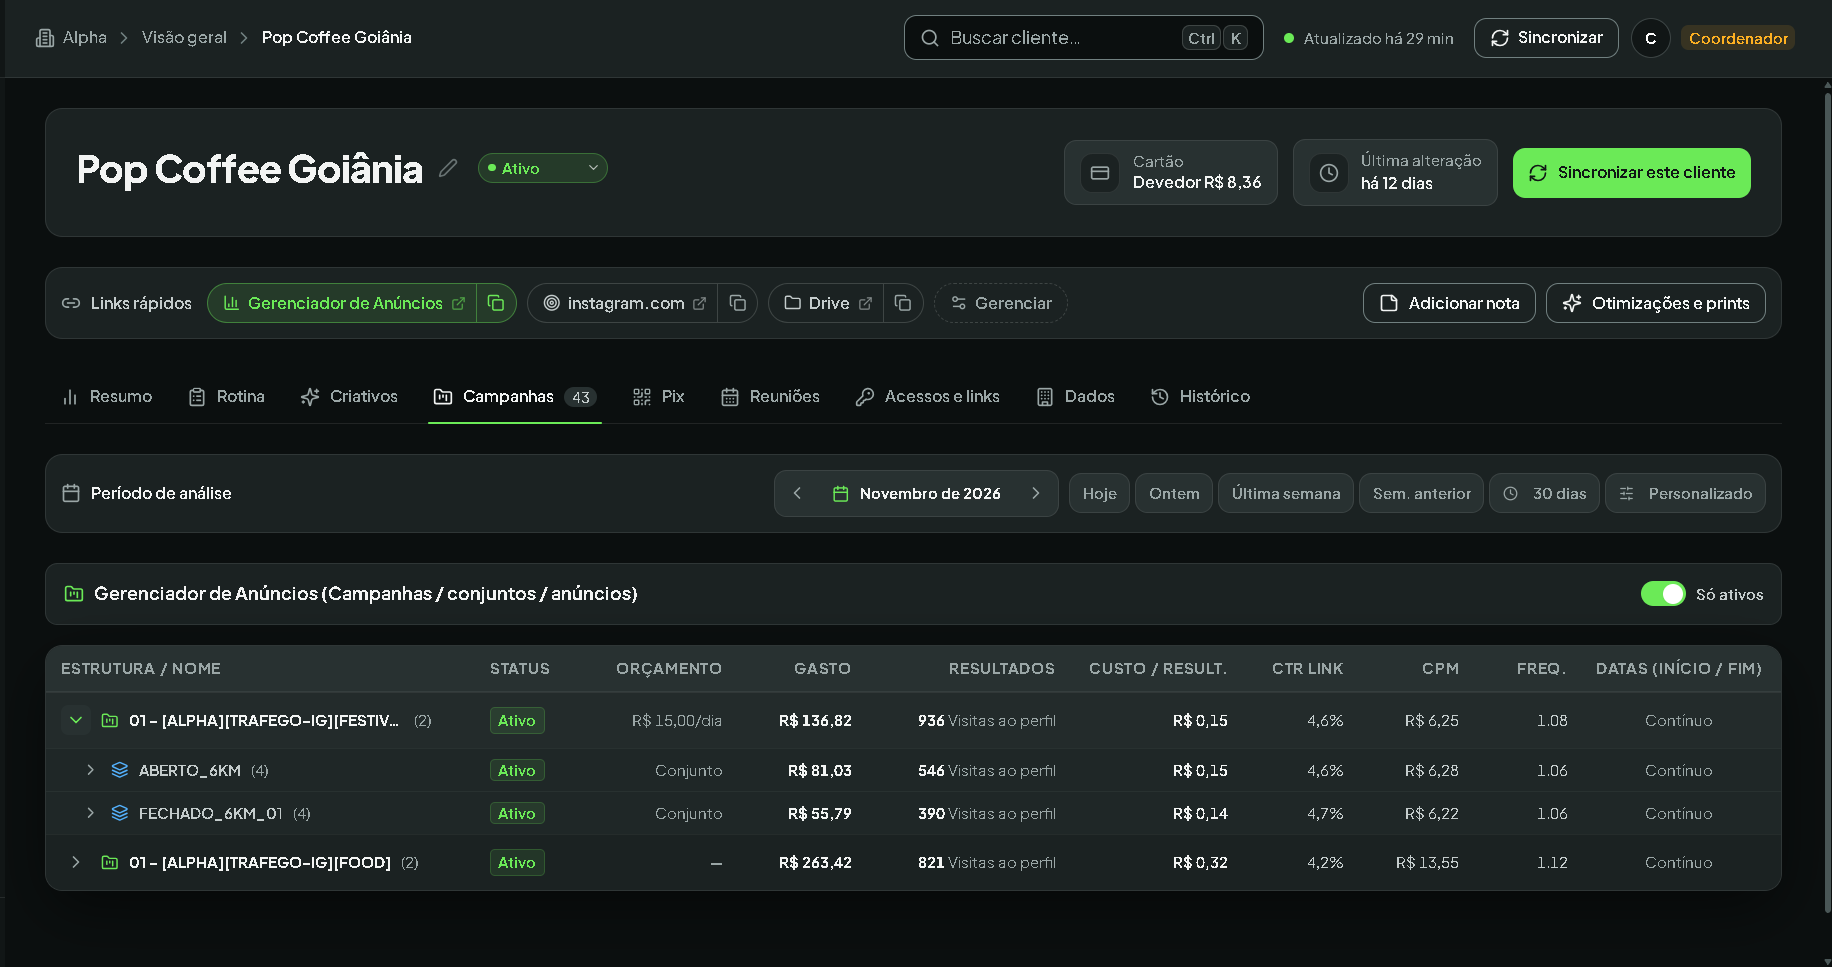 Alpha > Visão geral > Pop Coffee Goiânia
Buscar cliente... Ctrl K
Atualizado há 29 min
Sincronizar
C
Coordenador
Pop Coffee Goiânia
Ativo
Cartão
Devedor R$ 8,36
Última alteração
há 12 dias
Sincronizar este cliente
Links rápidos
Gerenciador de Anúncios
instagram.com
Drive
Gerenciar
Adicionar nota
Otimizações e prints
Resumo
Rotina
Criativos
Campanhas 43
Pix
Reuniões
Acessos e links
Dados
Histórico
Período de análise
Novembro de 2026
Hoje
Ontem
Última semana
Sem. anterior
30 dias
Personalizado
Gerenciador de Anúncios (Campanhas / conjuntos / anúncios)
Só ativos
ESTRUTURA / NOME STATUS ORÇAMENTO GASTO RESULTADOS CUSTO / RESULT. CTR LINK CPM FREQ. DATAS (INÍCIO / FIM)
01 - [ALPHA][TRAFEGO-IG][FESTIV... (2) Ativo R$ 15,00/dia R$ 136,82 936 Visitas ao perfil R$ 0,15 4,6% R$ 6,25 1.08 Contínuo
ABERTO_6KM (4) Ativo Conjunto R$ 81,03 546 Visitas ao perfil R$ 0,15 4,6% R$ 6,28 1.06 Contínuo
FECHADO_6KM_01 (4) Ativo Conjunto R$ 55,79 390 Visitas ao perfil R$ 0,14 4,7% R$ 6,22 1.06 Contínuo
01 - [ALPHA][TRAFEGO-IG][FOOD] (2) Ativo — R$ 263,42 821 Visitas ao perfil R$ 0,32 4,2% R$ 13,55 1.12 Contínuo